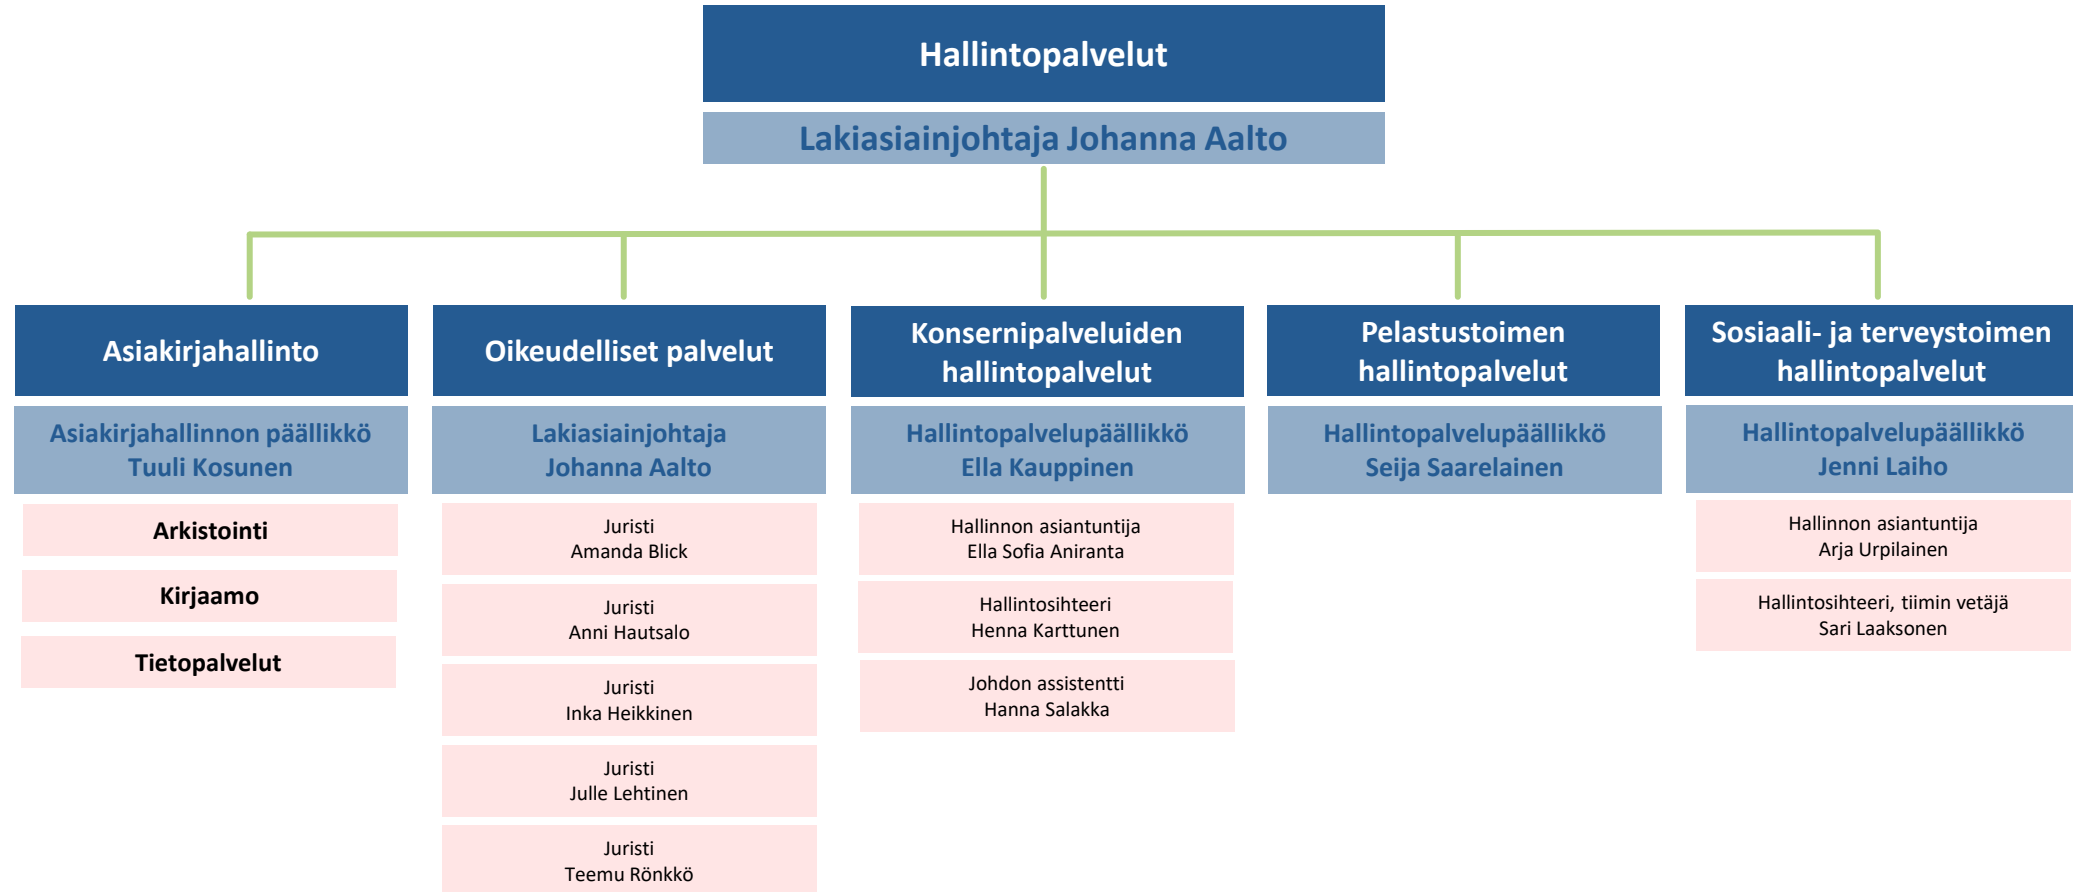 Hallintopalvelut
Lakiasiainjohtaja Johanna Aalto
Asiakirjahallinto
Asiakirjahallinnon päällikkö
Tuuli Kosunen
Arkistointi
Kirjaamo
Tietopalvelut
Oikeudelliset palvelut
Lakiasiainjohtaja
Johanna Aalto
Juristi
Amanda Blick
Juristi
Anni Hautsalo
Juristi
Inka Heikkinen
Juristi
Julle Lehtinen
Juristi
Teemu Rönkkö
Konsernipalveluiden
hallintopalvelut
Hallintopalvelupäällikkö
Ella Kauppinen
Hallinnon asiantuntija
Ella Sofia Aniranta
Hallintosihteeri
Henna Karttunen
Johdon assistentti
Hanna Salakka
Pelastustoimen
hallintopalvelut
Hallintopalvelupäällikkö
Seija Saarelainen
Sosiaali- ja terveystoimen
hallintopalvelut
Hallintopalvelupäällikkö
Jenni Laiho
Hallinnon asiantuntija
Arja Urpilainen
Hallintosihteeri, tiimin vetäjä
Sari Laaksonen